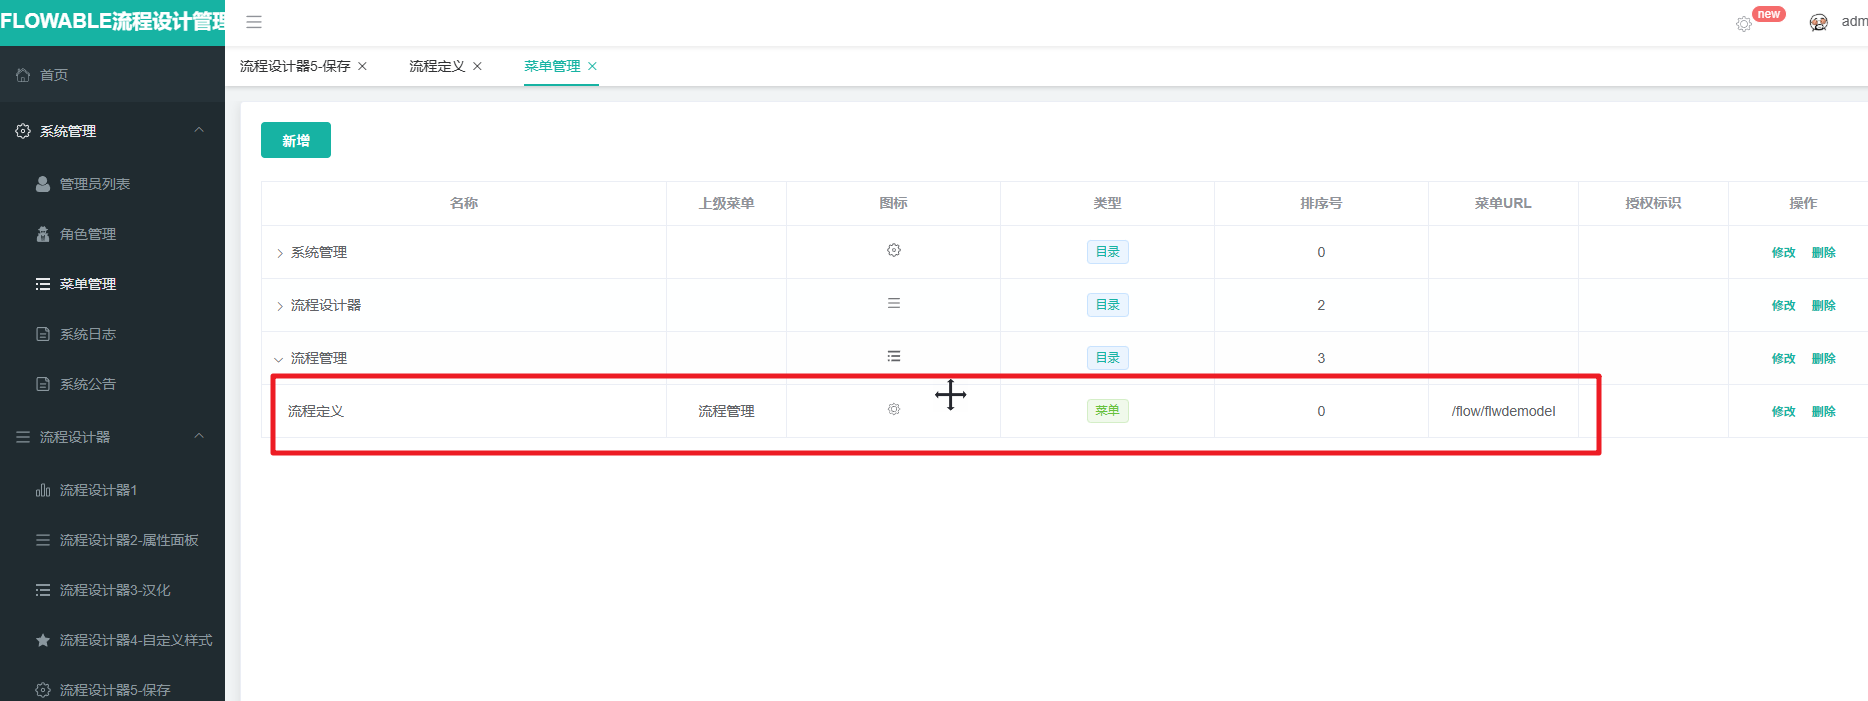 FLOWABLE流程设计管理
new
adm
首页
系统管理
管理员列表
角色管理
菜单管理
系统日志
系统公告
流程设计器
流程设计器1
流程设计器2-属性面板
流程设计器3-汉化
流程设计器4-自定义样式
流程设计器5-保存
流程设计器5-保存 流程定义 菜单管理
新增
名称 上级菜单 图标 类型 排序号 菜单URL 授权标识 操作
系统管理 目录 0 修改 删除
流程设计器 目录 2 修改 删除
流程管理 目录 3 修改 删除
流程定义 流程管理 菜单 0 /flow/flwdemodel 修改 删除